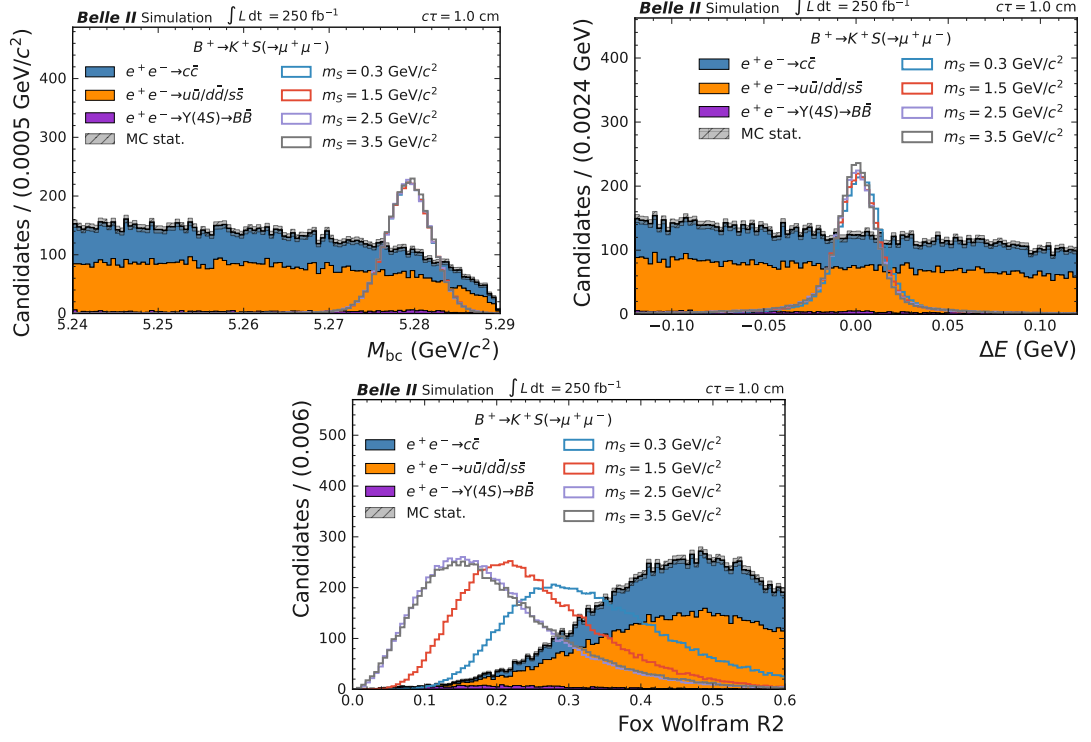 Belle II Simulation ∫ L dt = 250 fb⁻¹ cτ = 1.0 cm
B⁺→K⁺S(→μ⁺μ⁻)
e⁺e⁻→cc̄
e⁺e⁻→uū/dd̄/ss̄
e⁺e⁻→Υ(4S)→BB̄
MC stat.
m_S = 0.3 GeV/c²
m_S = 1.5 GeV/c²
m_S = 2.5 GeV/c²
m_S = 3.5 GeV/c²
Candidates / (0.0005 GeV/c²)
400
300
200
100
0
5.24 5.25 5.26 5.27 5.28 5.29
M_bc (GeV/c²)
Belle II Simulation ∫ L dt = 250 fb⁻¹ cτ = 1.0 cm
B⁺→K⁺S(→μ⁺μ⁻)
e⁺e⁻→cc̄
e⁺e⁻→uū/dd̄/ss̄
e⁺e⁻→Υ(4S)→BB̄
MC stat.
m_S = 0.3 GeV/c²
m_S = 1.5 GeV/c²
m_S = 2.5 GeV/c²
m_S = 3.5 GeV/c²
Candidates / (0.0024 GeV)
400
300
200
100
0
−0.10 −0.05 0.00 0.05 0.10
ΔE (GeV)
Belle II Simulation ∫ L dt = 250 fb⁻¹ cτ = 1.0 cm
B⁺→K⁺S(→μ⁺μ⁻)
e⁺e⁻→cc̄
e⁺e⁻→uū/dd̄/ss̄
e⁺e⁻→Υ(4S)→BB̄
MC stat.
m_S = 0.3 GeV/c²
m_S = 1.5 GeV/c²
m_S = 2.5 GeV/c²
m_S = 3.5 GeV/c²
Candidates / (0.006)
500
400
300
200
100
0
0.0 0.1 0.2 0.3 0.4 0.5 0.6
Fox Wolfram R2